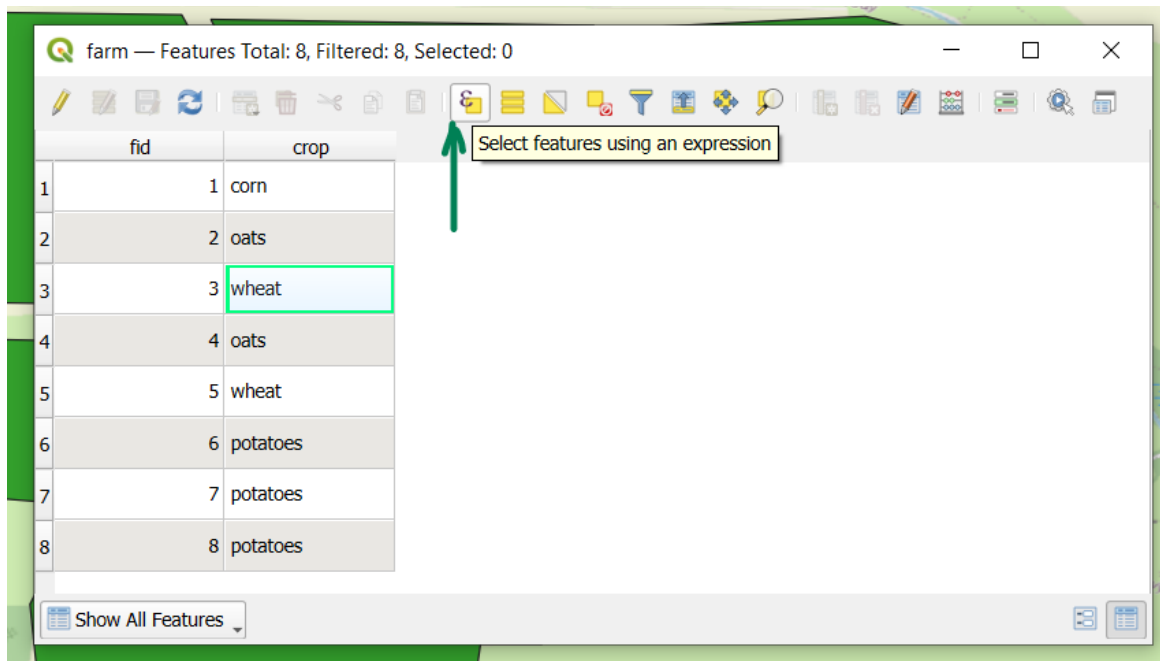 farm — Features Total: 8, Filtered: 8, Selected: 0
Select features using an expression
fid crop
1 1 corn
2 2 oats
3 3 wheat
4 4 oats
5 5 wheat
6 6 potatoes
7 7 potatoes
8 8 potatoes
Show All Features